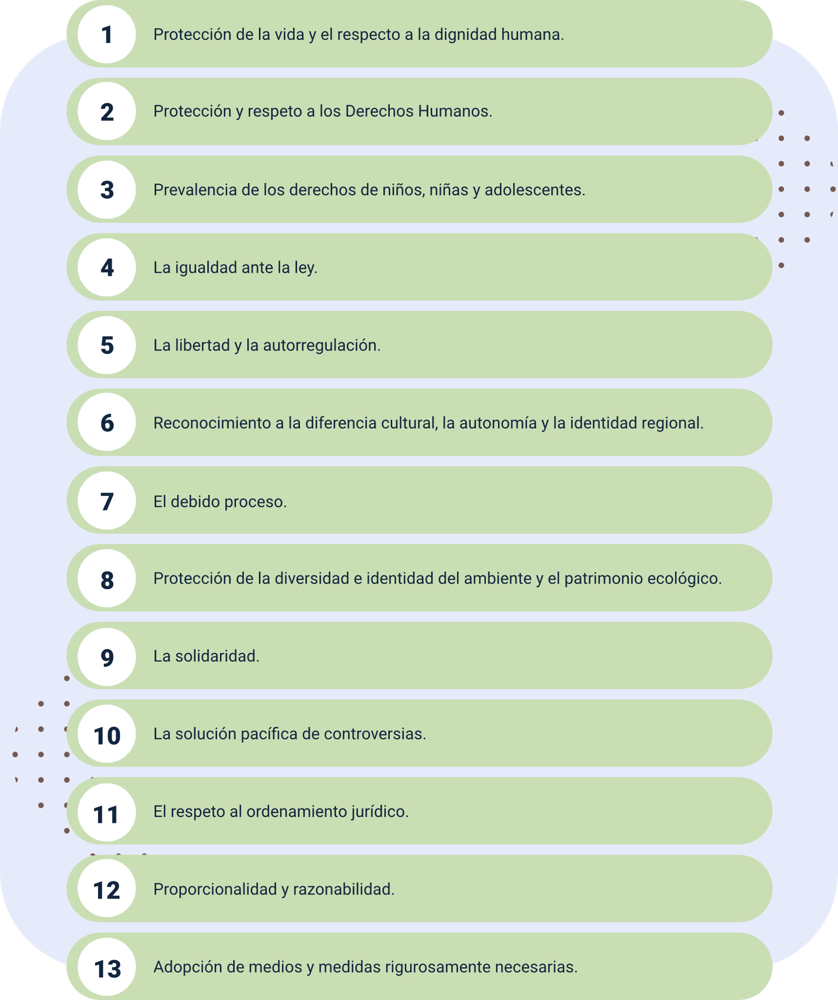 1
Protección de la vida y el respecto a la dignidad humana.
2
Protección y respeto a los Derechos Humanos.
3
Prevalencia de los derechos de niños, niñas y adolescentes.
4
La igualdad ante la ley.
5
La libertad y la autorregulación.
6
Reconocimiento a la diferencia cultural, la autonomía y la identidad regional.
7
El debido proceso.
8
Protección de la diversidad e identidad del ambiente y el patrimonio ecológico.
9
La solidaridad.
10
La solución pacífica de controversias.
11
El respeto al ordenamiento jurídico.
12
Proporcionalidad y razonabilidad.
13
Adopción de medios y medidas rigurosamente necesarias.